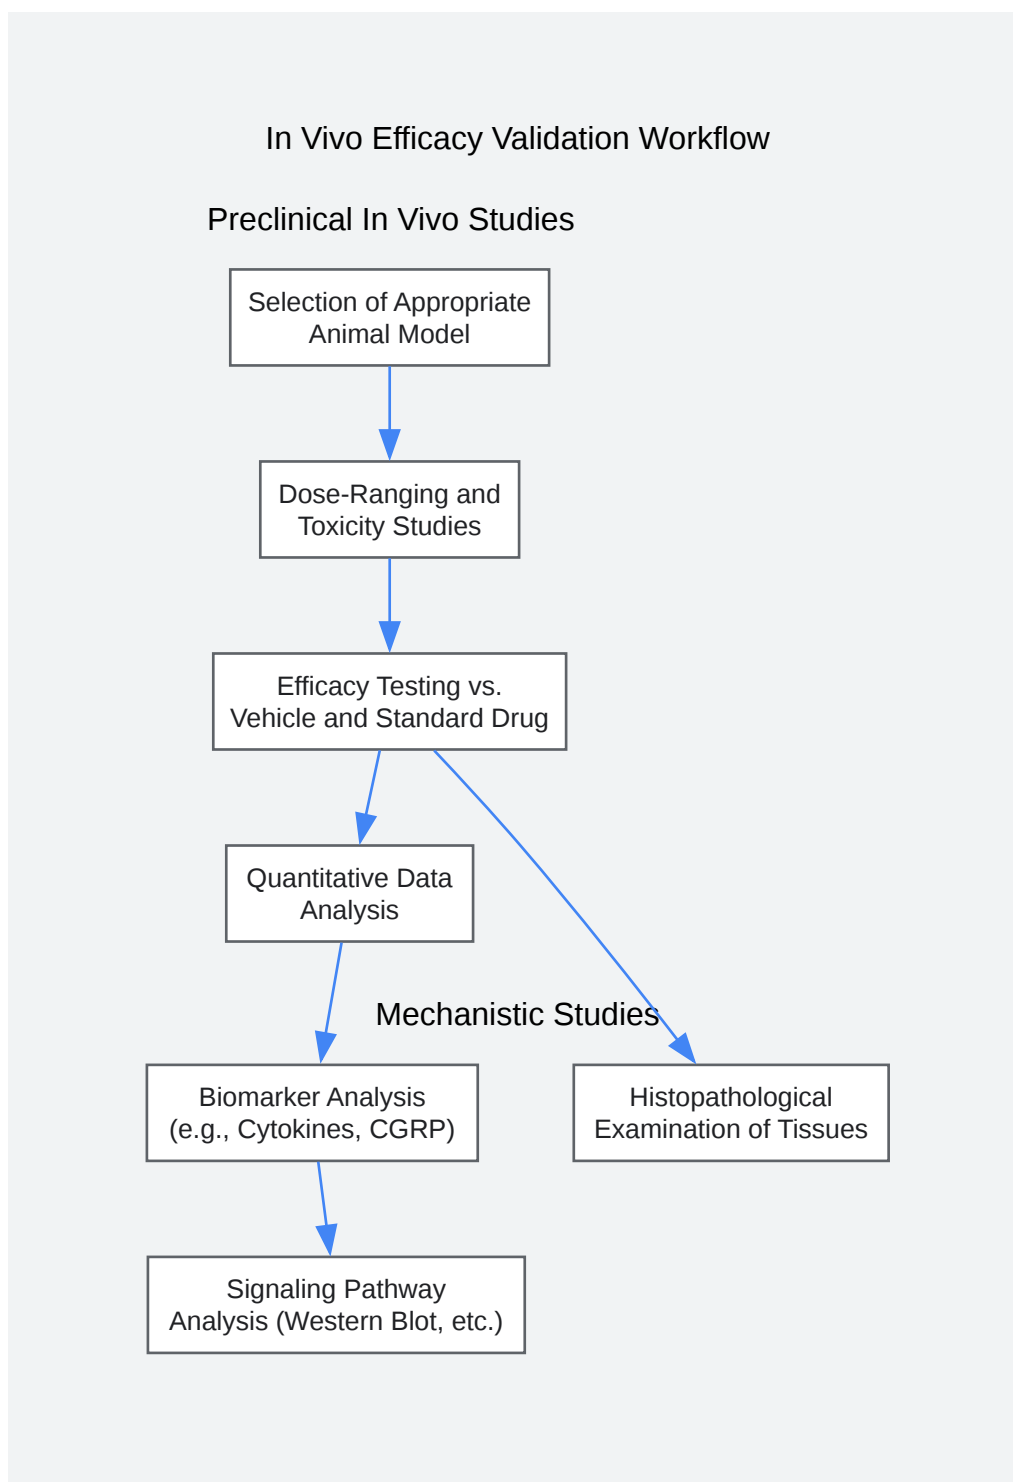 In Vivo Efficacy Validation Workflow
Preclinical In Vivo Studies
Selection of Appropriate
Animal Model
Dose-Ranging and
Toxicity Studies
Efficacy Testing vs.
Vehicle and Standard Drug
Quantitative Data
Analysis
Mechanistic Studies
Biomarker Analysis
(e.g., Cytokines, CGRP)
Histopathological
Examination of Tissues
Signaling Pathway
Analysis (Western Blot, etc.)